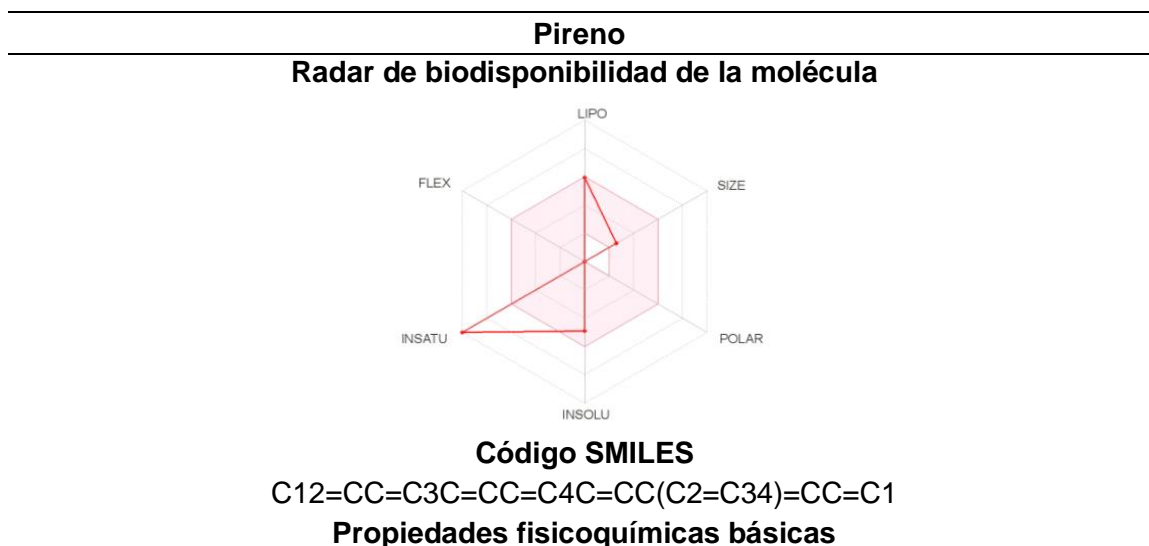 Pireno
Radar de biodisponibilidad de la molécula
LIPO
FLEX
SIZE
INSATU
POLAR
INSOLU
Código SMILES
C12=CC=C3C=CC=C4C=CC(C2=C34)=CC=C1
Propiedades fisicoquímicas básicas